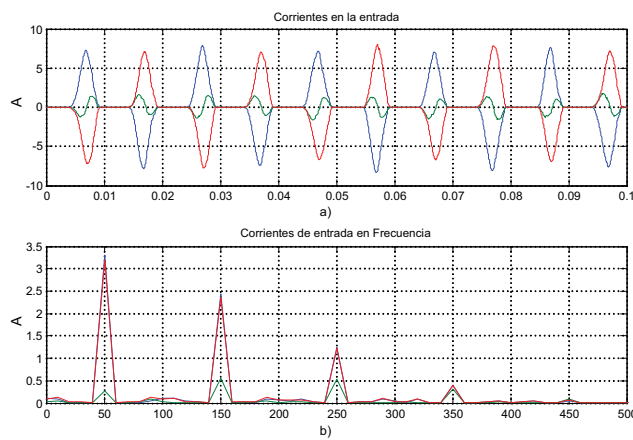 Corrientes en la entrada
10
5
0
-5
-10
A
0 0.01 0.02 0.03 0.04 0.05 0.06 0.07 0.08 0.09 0.1
a)
Corrientes de entrada en Frecuencia
3.5
3
2.5
2
1.5
1
0.5
0
A
0 50 100 150 200 250 300 350 400 450 500
b)